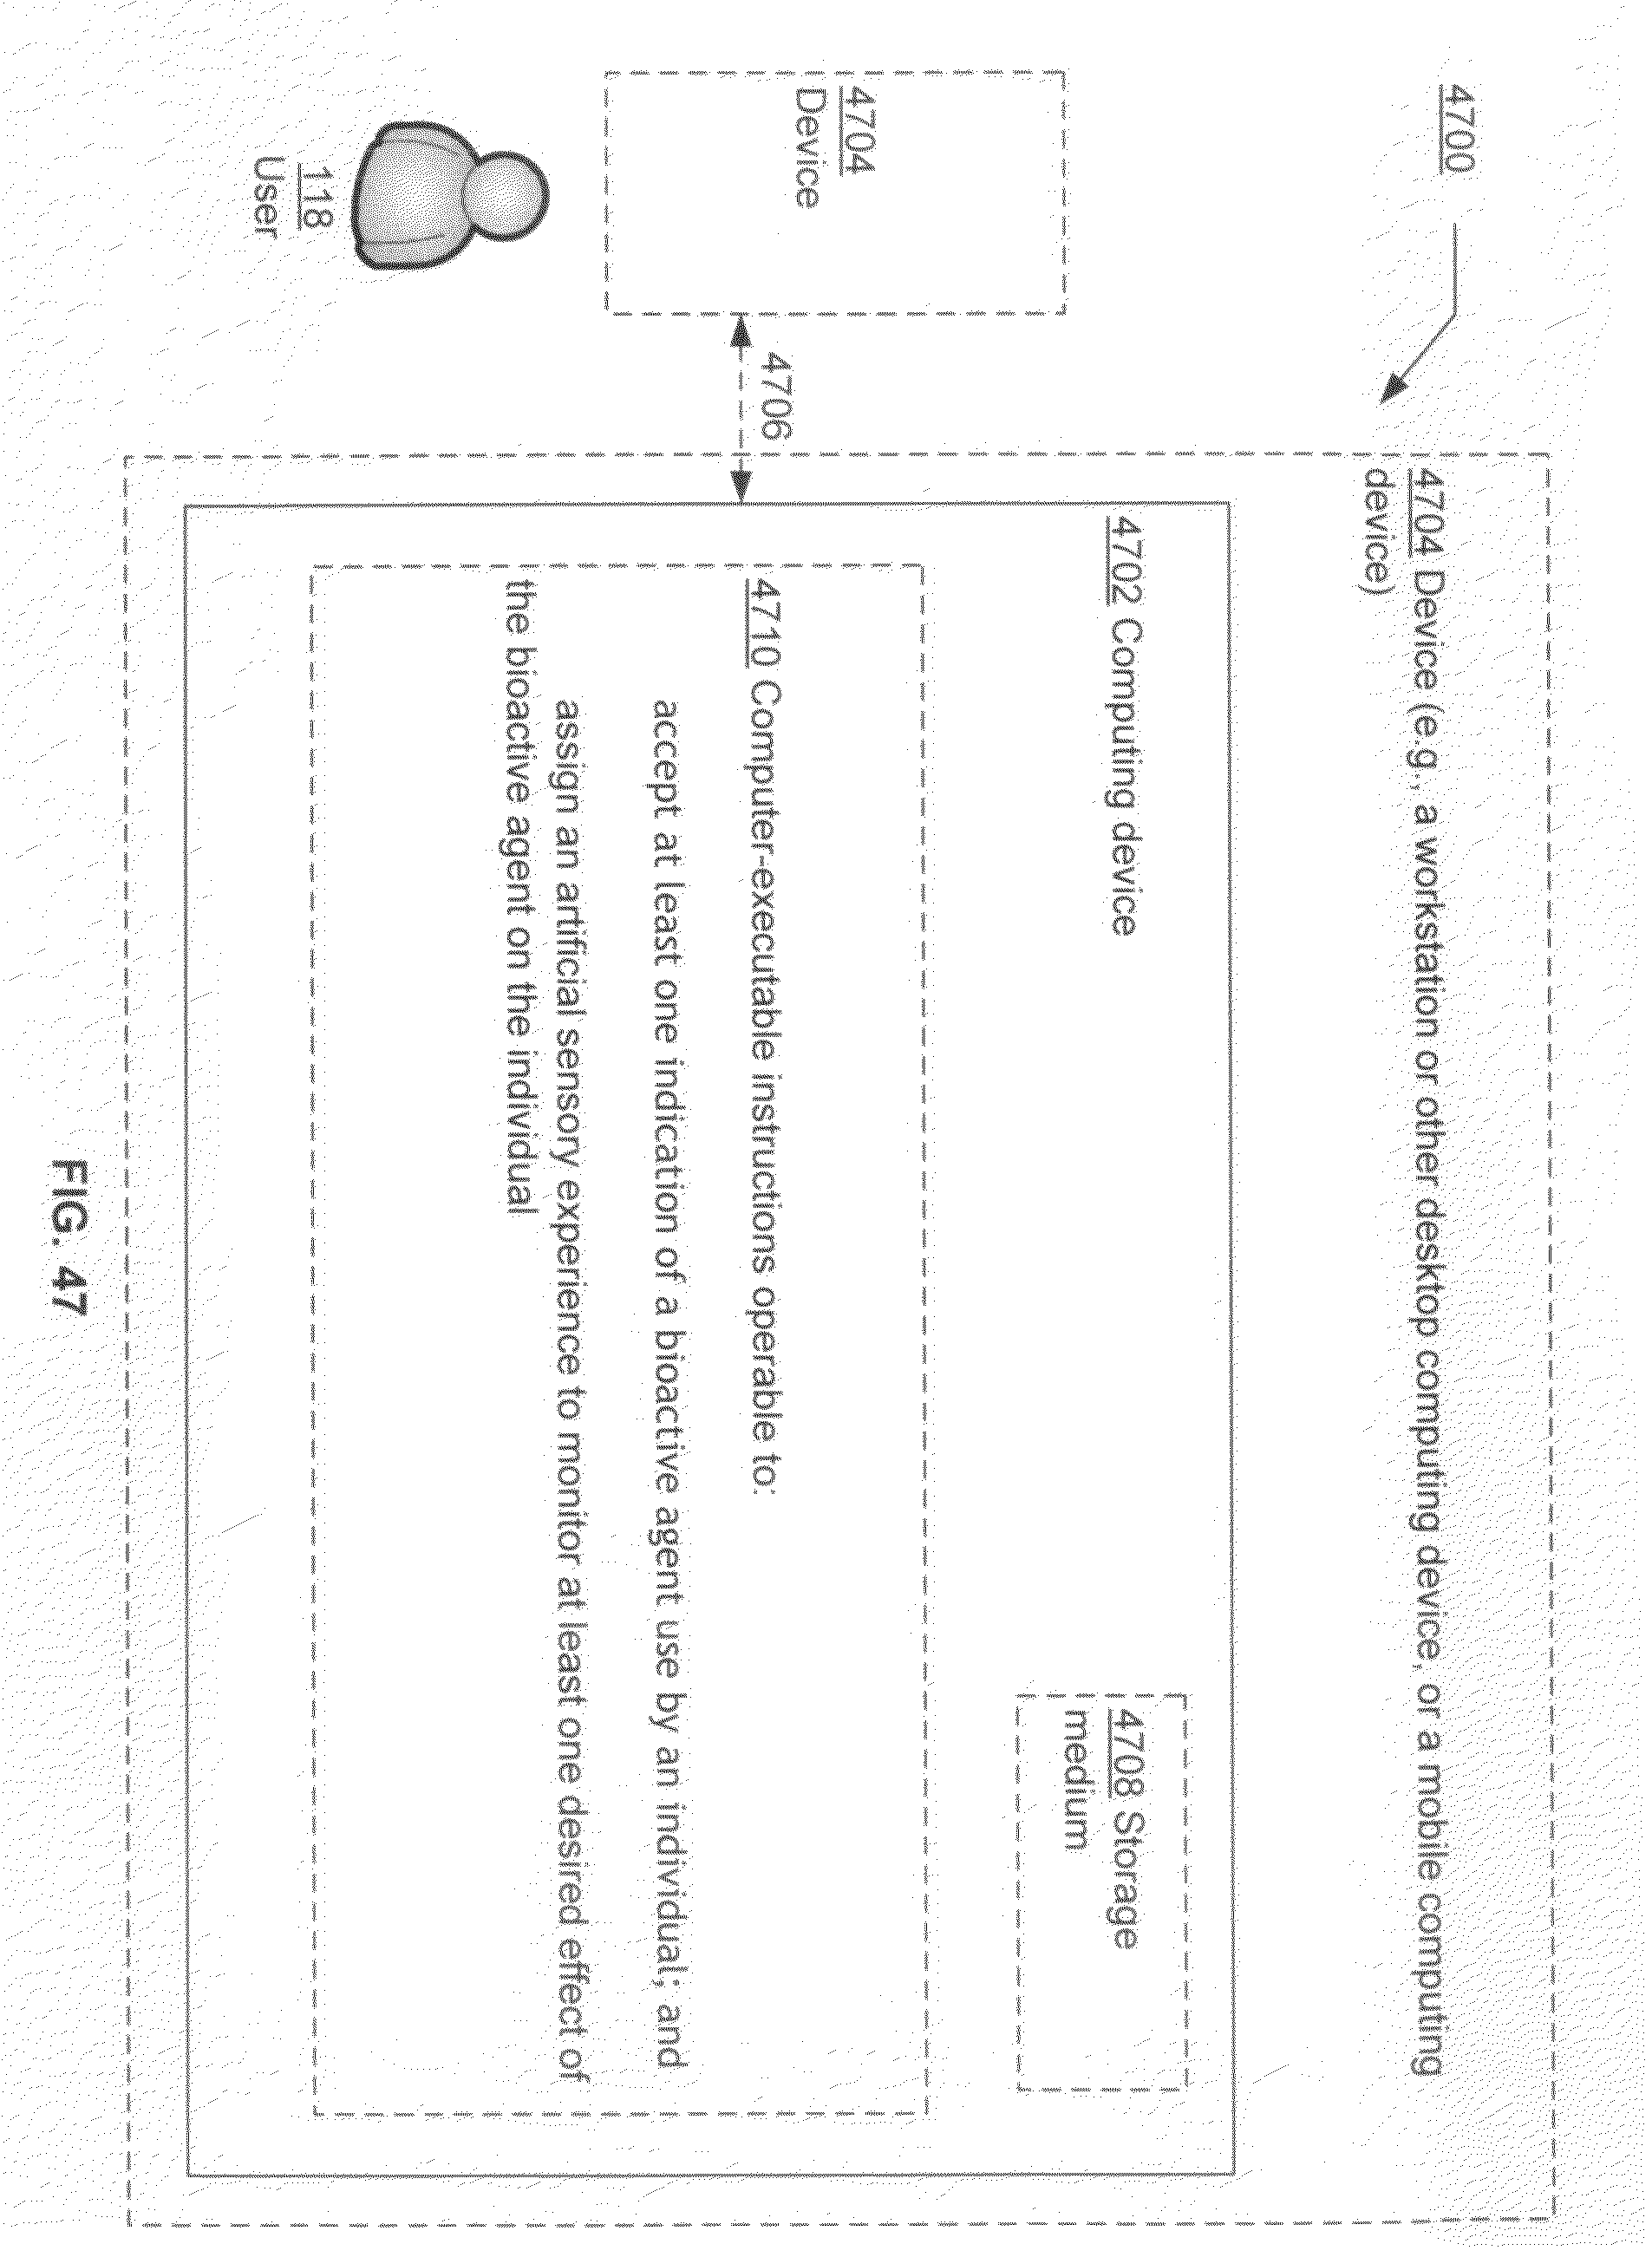 4700
4704 Device (e.g., a workstation or other desktop computing device, or a mobile computing
device)
4704
Device
4706
4702 Computing device
4708 Storage
medium
4710 Computer-executable instructions operable to:
accept at least one indication of a bioactive agent use by an individual; and
assign an artificial sensory experience to monitor at least one desired effect of
the bioactive agent on the individual
118
User
FIG. 47